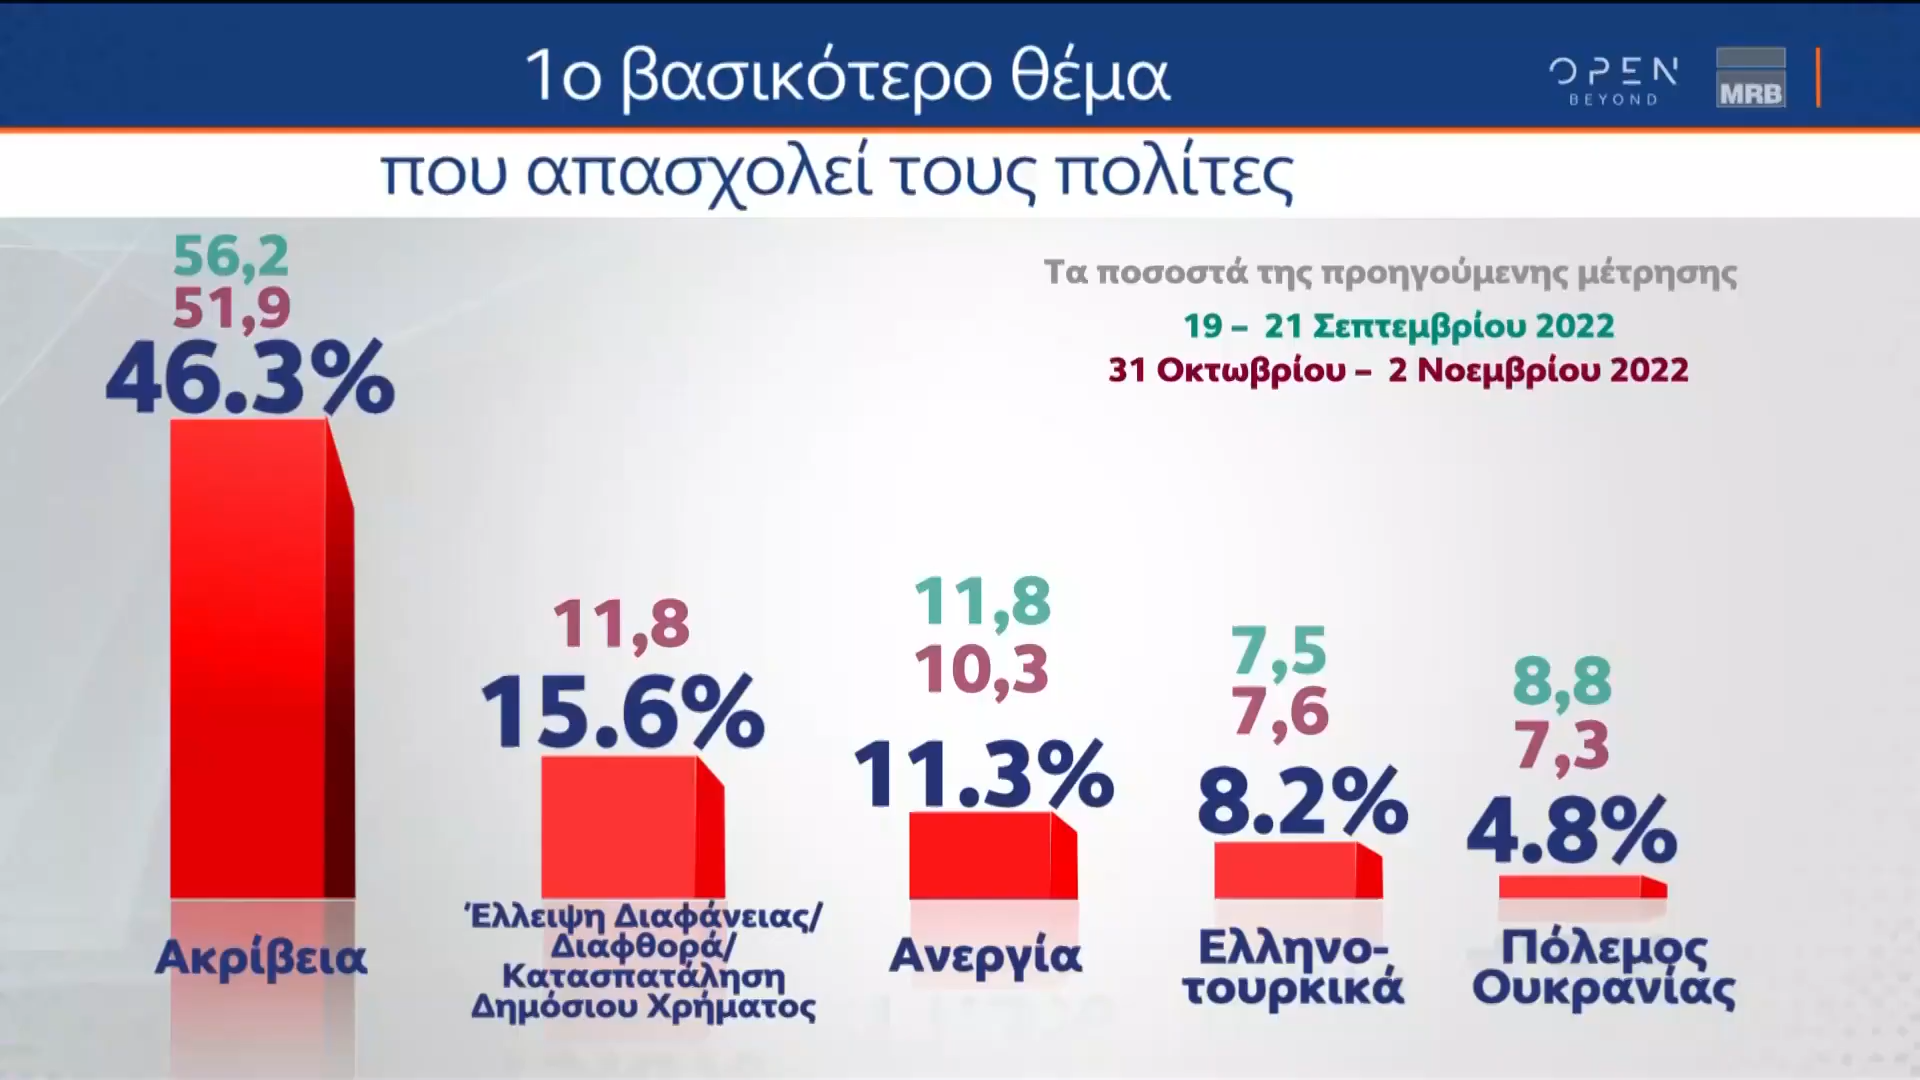 1ο βασικότερο θέμα
OPEN
BEYOND
MRB
που απασχολεί τους πολίτες
Τα ποσοστά της προηγούμενης μέτρησης
19 – 21 Σεπτεμβρίου 2022
31 Οκτωβρίου – 2 Νοεμβρίου 2022
56,2
51,9
46.3%
Ακρίβεια
11,8
15.6%
Έλλειψη Διαφάνειας/
Διαφθορά/
Κατασπατάληση
Δημόσιου Χρήματος
11,8
10,3
11.3%
Ανεργία
7,5
7,6
8.2%
Ελληνο-
τουρκικά
8,8
7,3
4.8%
Πόλεμος
Ουκρανίας